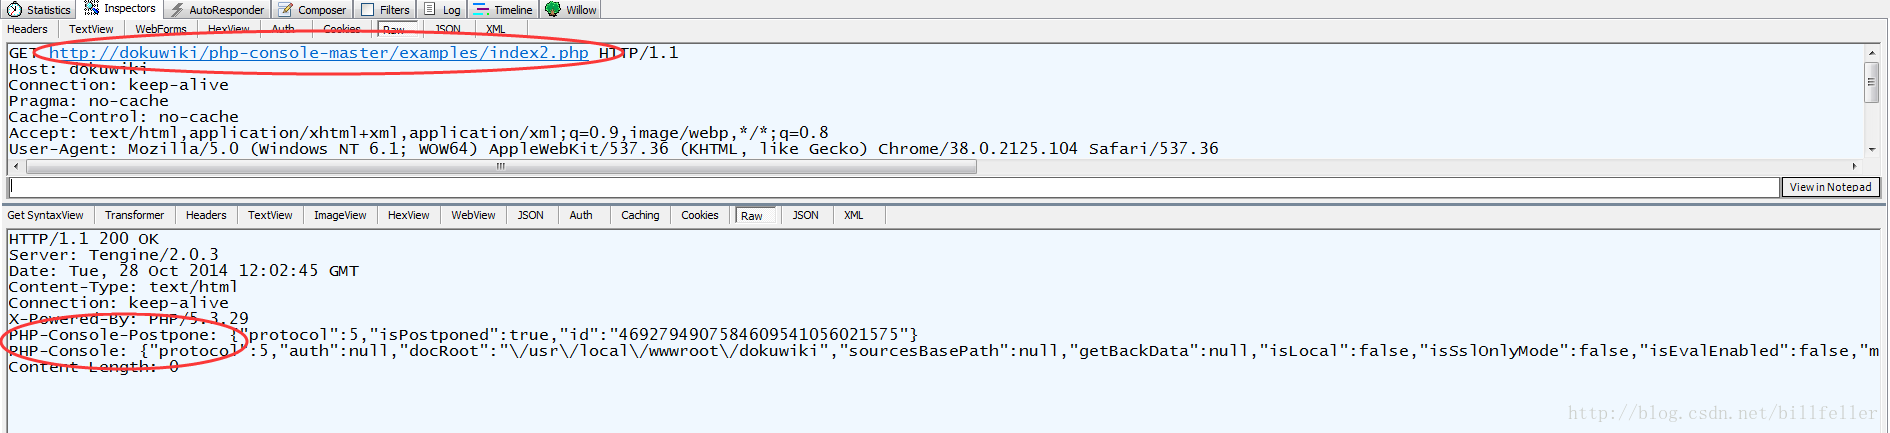 Statistics Inspectors AutoResponder Composer Filters Log Timeline Willow
Headers TextView WebForms HexView Auth Cookies Raw JSON XML
GET http://dokuwiki/php-console-master/examples/index2.php HTTP/1.1
Host: dokuwiki
Connection: keep-alive
Pragma: no-cache
Cache-Control: no-cache
Accept: text/html,application/xhtml+xml,application/xml;q=0.9,image/webp,*/*;q=0.8
User-Agent: Mozilla/5.0 (Windows NT 6.1; WOW64) AppleWebKit/537.36 (KHTML, like Gecko) Chrome/38.0.2125.104 Safari/537.36
View in Notepad
Get SyntaxView Transformer Headers TextView ImageView HexView WebView JSON Auth Caching Cookies Raw JSON XML
HTTP/1.1 200 OK
Server: Tengine/2.0.3
Date: Tue, 28 Oct 2014 12:02:45 GMT
Content-Type: text/html
Connection: keep-alive
X-Powered-By: PHP/5.3.29
PHP-Console-Postpone: {"protocol":5,"isPostponed":true,"id":"4692794907584609541056021575"}
PHP-Console: {"protocol":5,"auth":null,"docRoot":"\/usr\/local\/wwwroot\/dokuwiki","sourcesBasePath":null,"getBackData":null,"isLocal":false,"isSslOnlyMode":false,"isEvalEnabled":false,"m
Content-Length: 0
http://blog.csdn.net/billfeller